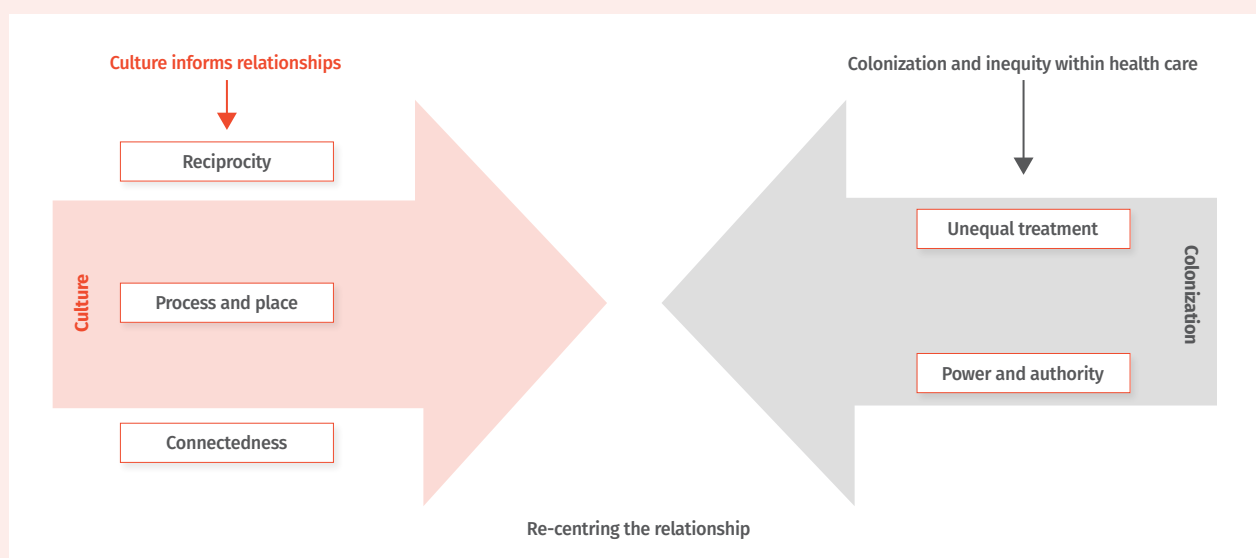 Culture informs relationships
Reciprocity
Culture
Process and place
Connectedness
Colonization and inequity within health care
Unequal treatment
Colonization
Power and authority
Re-centring the relationship